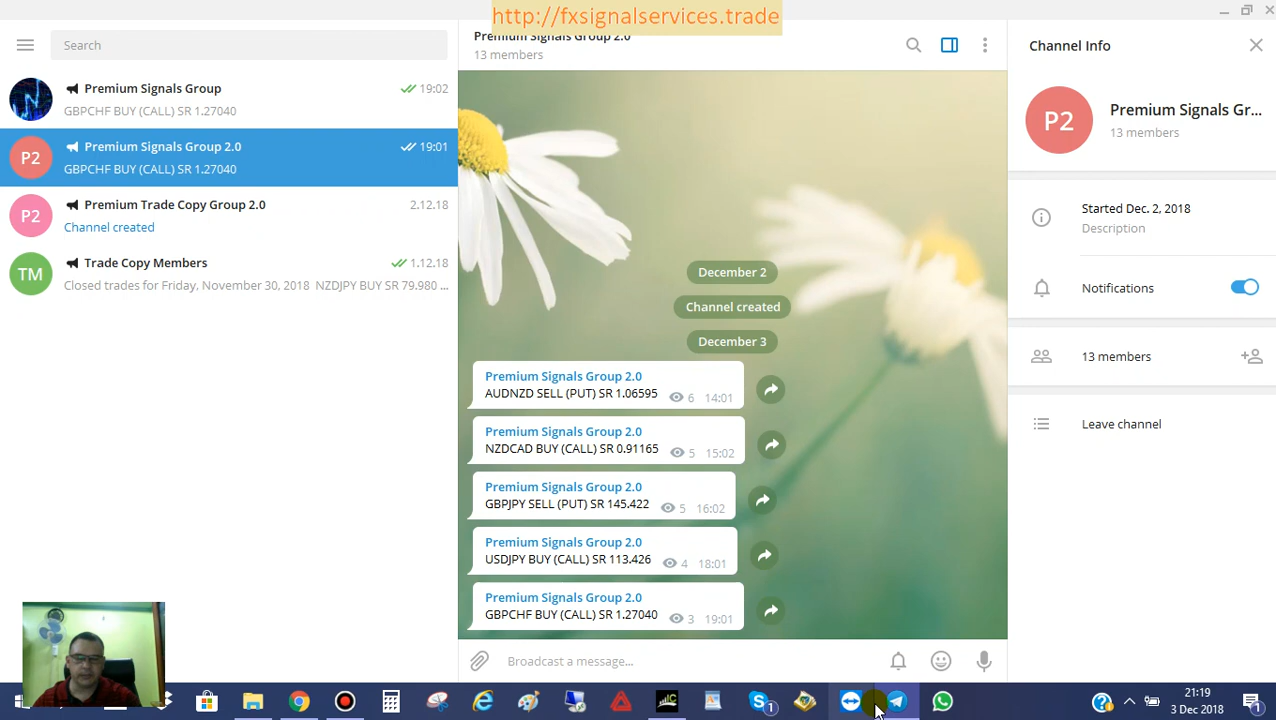 http://fxsignalservices.trade
Search
Premium Signals Group
19:02
GBPCHF BUY (CALL) SR 1.27040
P2
Premium Signals Group 2.0
19:01
GBPCHF BUY (CALL) SR 1.27040
P2
Premium Trade Copy Group 2.0
2.12.18
Channel created
TM
Trade Copy Members
1.12.18
Closed trades for Friday, November 30, 2018 NZDJPY BUY SR 79.980 ...
Premium Signals Group 2.0
13 members
December 2
Channel created
December 3
Premium Signals Group 2.0
AUDNZD SELL (PUT) SR 1.06595
6 14:01
Premium Signals Group 2.0
NZDCAD BUY (CALL) SR 0.91165
5 15:02
Premium Signals Group 2.0
GBPJPY SELL (PUT) SR 145.422
5 16:02
Premium Signals Group 2.0
USDJPY BUY (CALL) SR 113.426
4 18:01
Premium Signals Group 2.0
GBPCHF BUY (CALL) SR 1.27040
3 19:01
Broadcast a message...
Channel Info
P2
Premium Signals Gr...
13 members
Started Dec. 2, 2018
Description
Notifications
13 members
Leave channel
21:19
3 Dec 2018